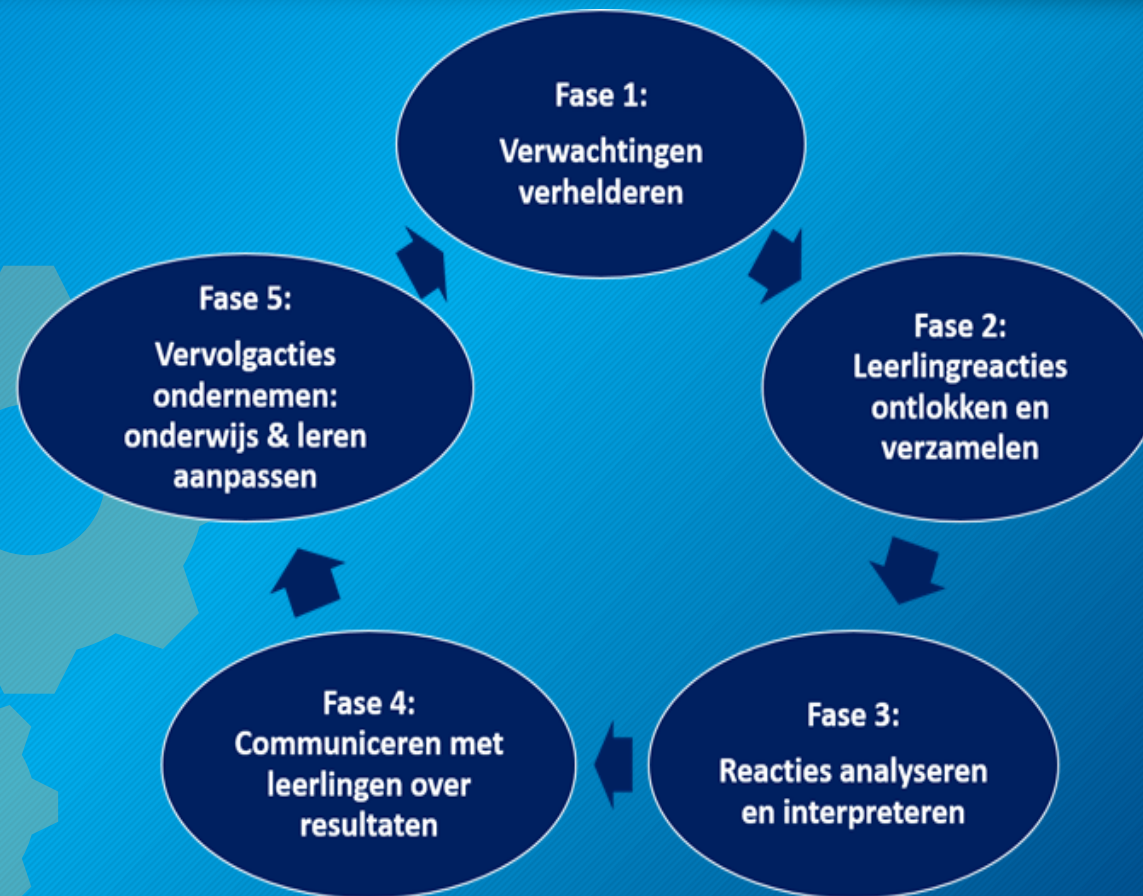 Fase 1:
Verwachtingen
verhelderen
Fase 2:
Leerlingreacties
ontlokken en
verzamelen
Fase 3:
Reacties analyseren
en interpreteren
Fase 4:
Communiceren met
leerlingen over
resultaten
Fase 5:
Vervolgacties
ondernemen:
onderwijs & leren
aanpassen